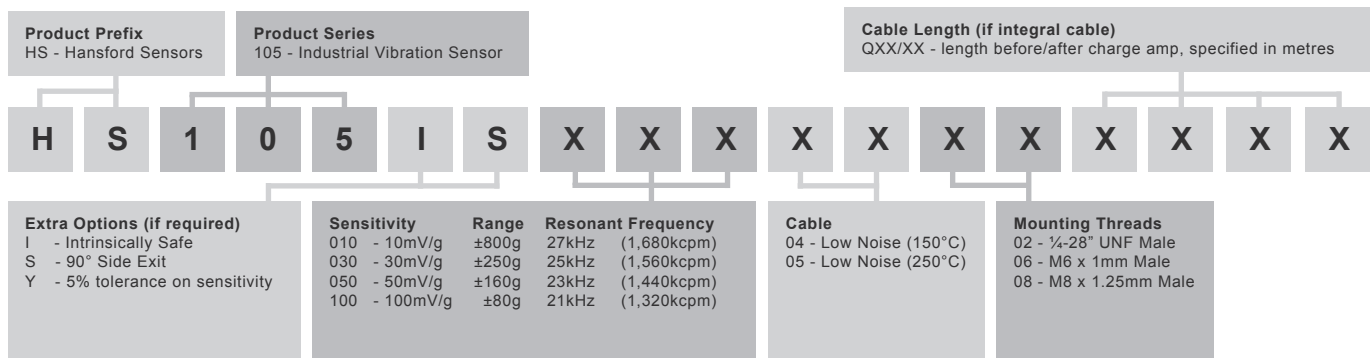 Product Prefix
HS - Hansford Sensors
Product Series
105 - Industrial Vibration Sensor
Cable Length (if integral cable)
QXX/XX - length before/after charge amp, specified in metres
H S 1 0 5 I S X X X X X X X X X X X
Extra Options (if required)
I - Intrinsically Safe
S - 90° Side Exit
Y - 5% tolerance on sensitivity
Sensitivity Range Resonant Frequency
010 - 10mV/g ±800g 27kHz (1,680kcpm)
030 - 30mV/g ±250g 25kHz (1,560kcpm)
050 - 50mV/g ±160g 23kHz (1,440kcpm)
100 - 100mV/g ±80g 21kHz (1,320kcpm)
Cable
04 - Low Noise (150°C)
05 - Low Noise (250°C)
Mounting Threads
02 - ¼-28” UNF Male
06 - M6 x 1mm Male
08 - M8 x 1.25mm Male